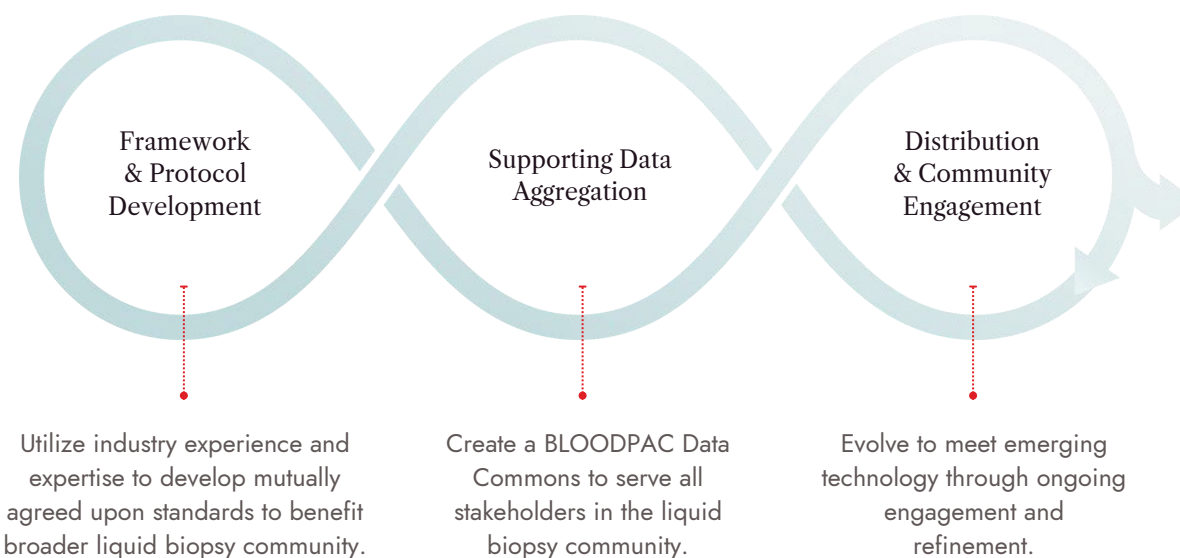 Framework
& Protocol
Development
Supporting Data
Aggregation
Distribution
& Community
Engagement
Utilize industry experience and
expertise to develop mutually
agreed upon standards to benefit
broader liquid biopsy community.
Create a BLOODPAC Data
Commons to serve all
stakeholders in the liquid
biopsy community.
Evolve to meet emerging
technology through ongoing
engagement and
refinement.